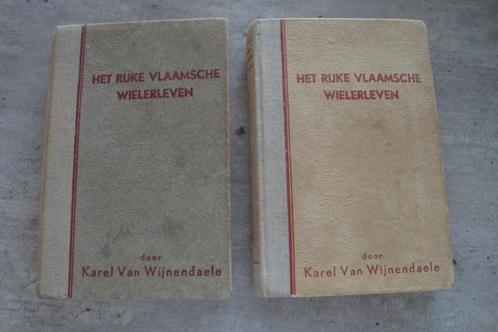 HET RIJKE VLAAMSCHE
WIELERLEVEN
door
Karel Van Wijnendaele
HET RIJKE VLAAMSCHE
WIELERLEVEN
door
Karel Van Wijnendaele